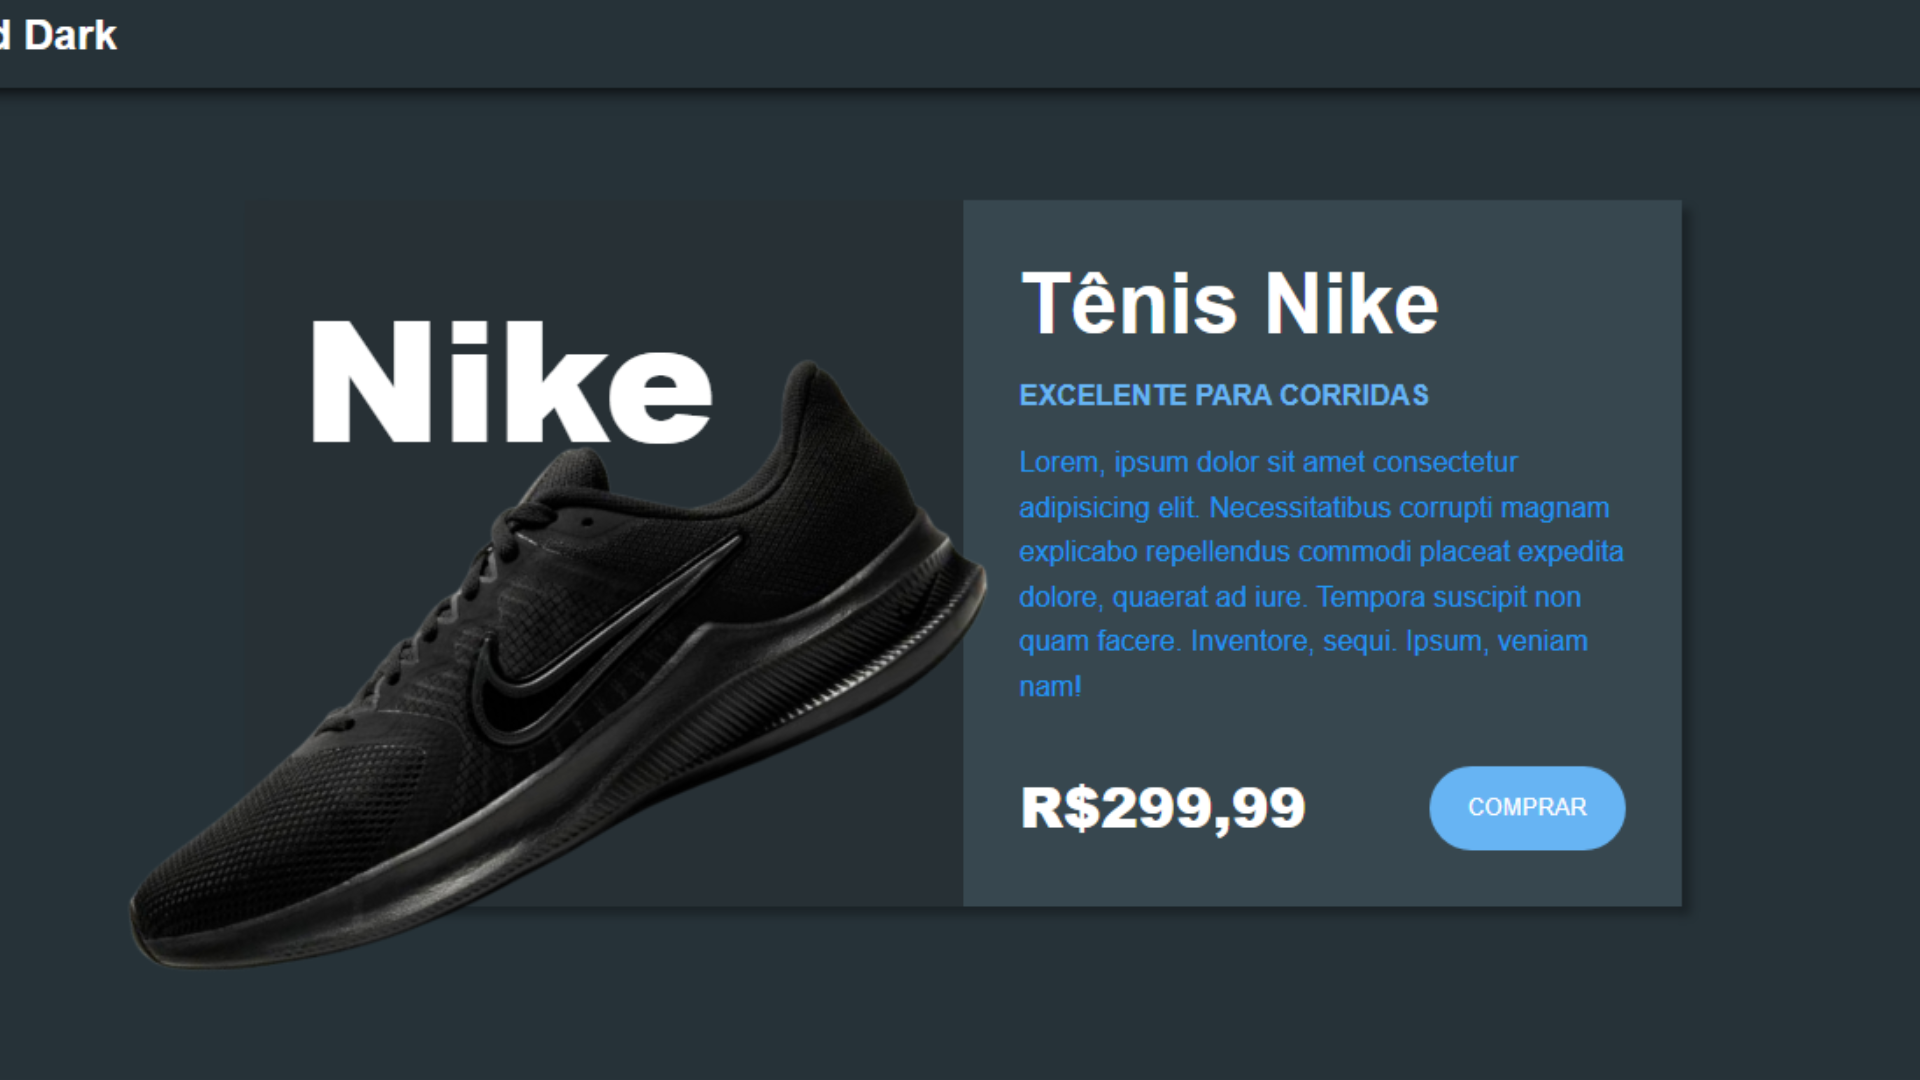 Dark
Nike
Tênis Nike
EXCELENTE PARA CORRIDAS
Lorem, ipsum dolor sit amet consectetur
adipisicing elit. Necessitatibus corrupti magnam
explicabo repellendus commodi placeat expedita
dolore, quaerat ad iure. Tempora suscipit non
quam facere. Inventore, sequi. Ipsum, veniam
nam!
R$299,99
COMPRAR